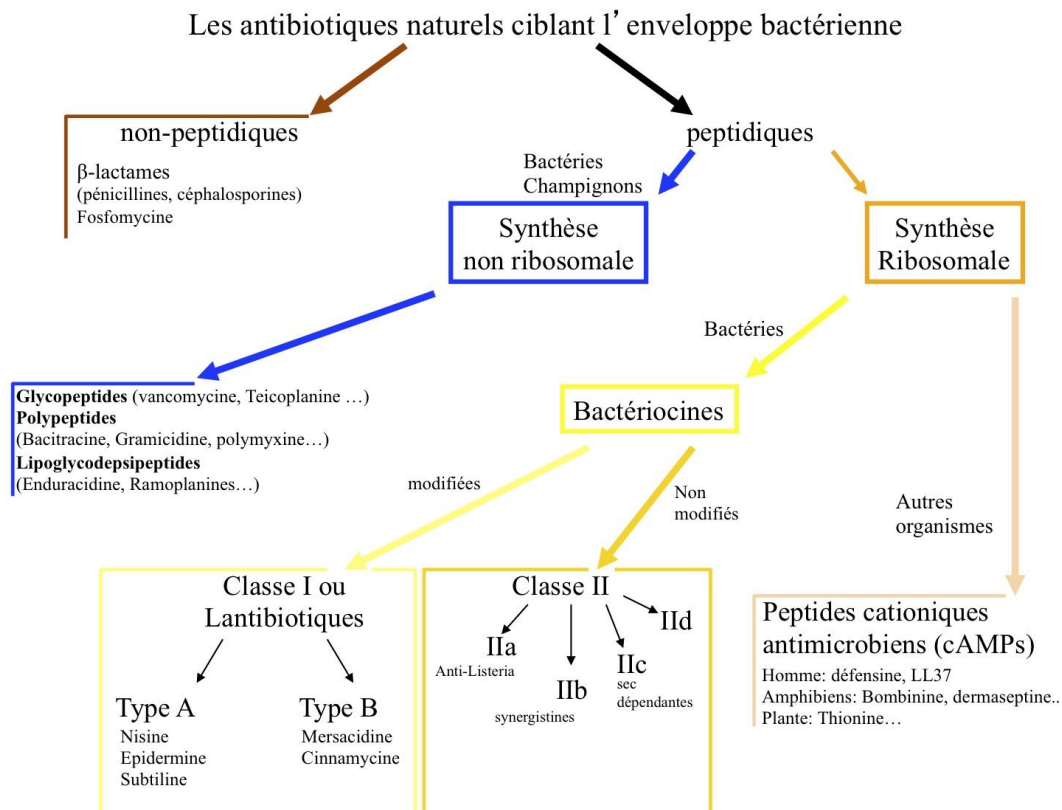 Les antibiotiques naturels ciblant l’enveloppe bactérienne
non-peptidiques
β-lactames
(pénicillines, céphalosporines)
Fosfomycine
peptidiques
Bactéries
Champignons
Synthèse
non ribosomale
Synthèse
Ribosomale
Glycopeptides (vancomycine, Teicoplanine …)
Polypeptides
(Bacitracine, Gramicidine, polymyxine…)
Lipoglycodepsipeptides
(Enduracidine, Ramoplanines…)
Bactéries
Bactériocines
modifiées
Non
modifiés
Autres
organismes
Classe I ou
Lantibiotiques
Type A
Nisine
Epidermine
Subtiline
Type B
Mersacidine
Cinnamycine
Classe II
IIa
Anti-Listeria
IIb
synergistines
IIc
sec
dépendantes
IId
Peptides cationiques
antimicrobiens (cAMPs)
Homme: défensine, LL37
Amphibiens: Bombinine, dermaseptine..
Plante: Thionine…